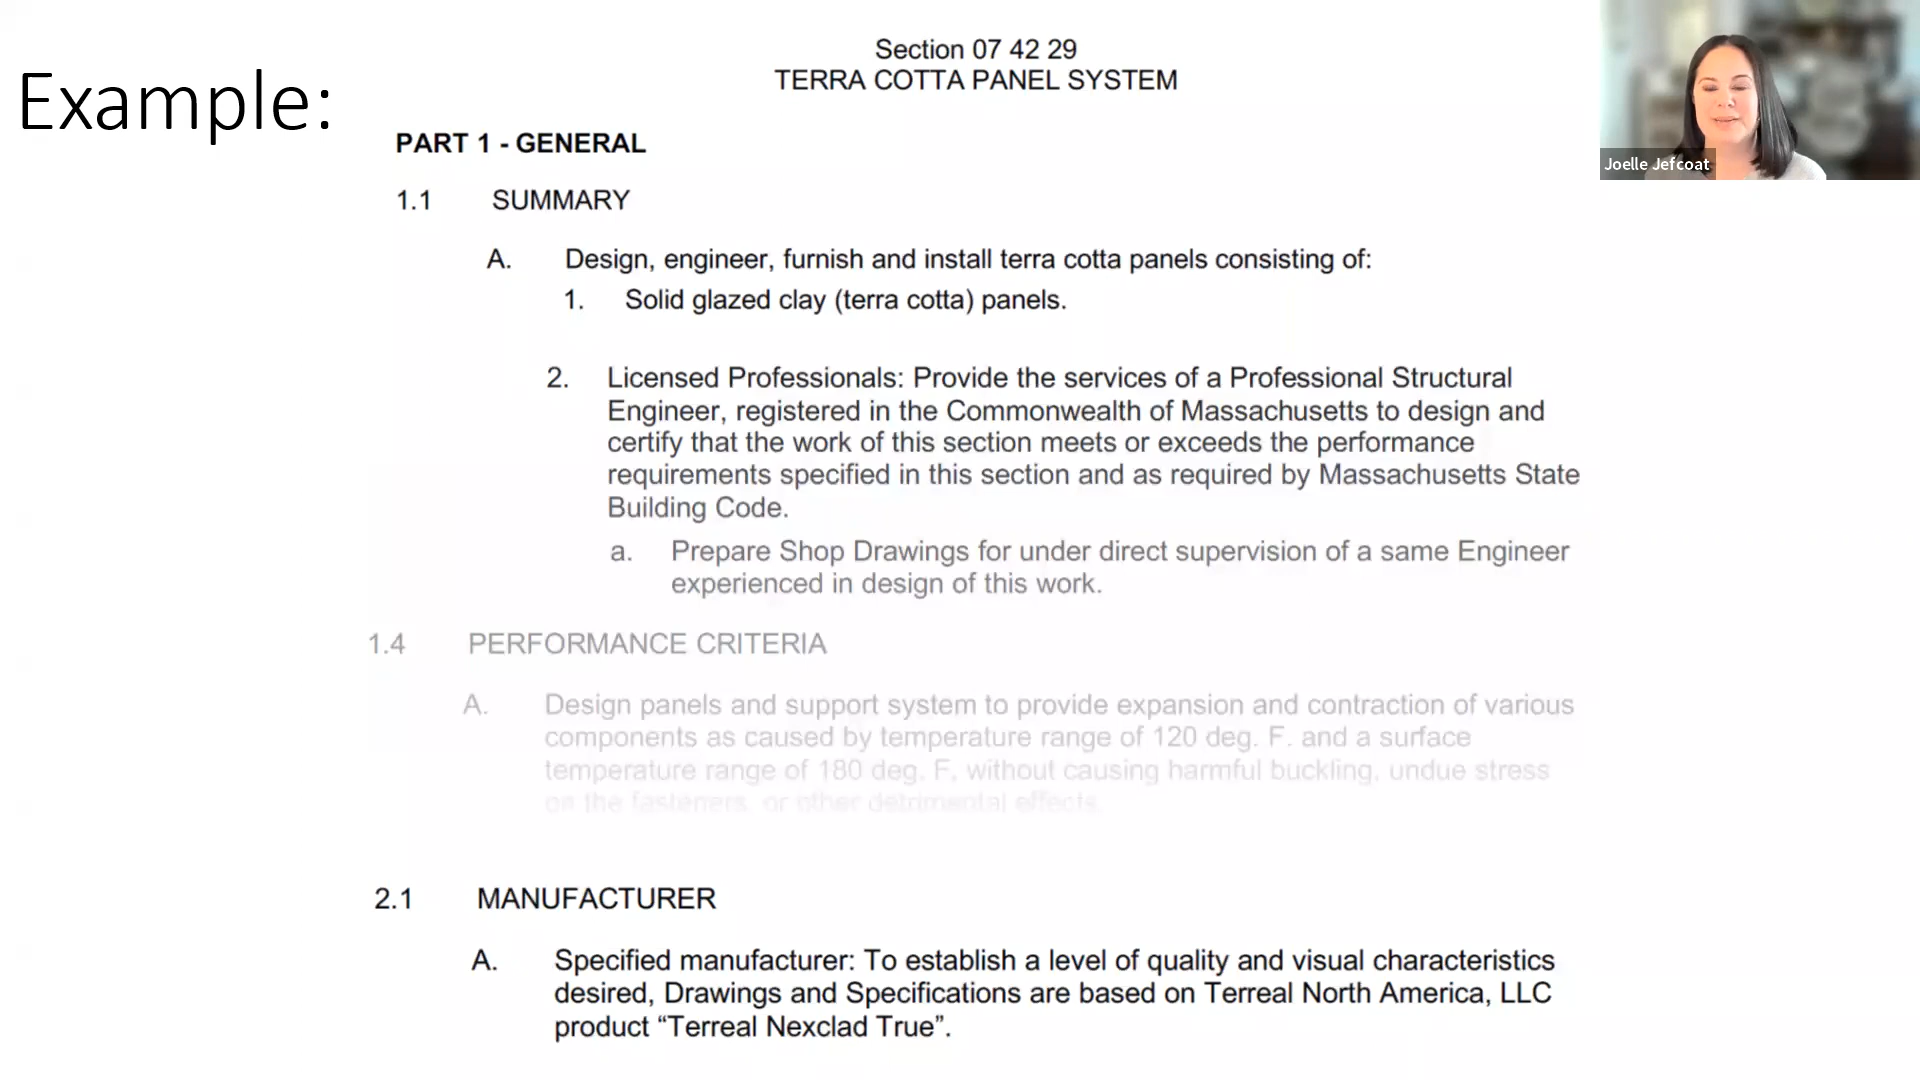 Example:
Section 07 42 29
TERRA COTTA PANEL SYSTEM
PART 1 - GENERAL
1.1 SUMMARY
A. Design, engineer, furnish and install terra cotta panels consisting of:
1. Solid glazed clay (terra cotta) panels.
2. Licensed Professionals: Provide the services of a Professional Structural
Engineer, registered in the Commonwealth of Massachusetts to design and
certify that the work of this section meets or exceeds the performance
requirements specified in this section and as required by Massachusetts State
Building Code.
a. Prepare Shop Drawings for under direct supervision of a same Engineer
experienced in design of this work.
1.4 PERFORMANCE CRITERIA
A. Design panels and support system to provide expansion and contraction of various
components as caused by temperature range of 120 deg. F. and a surface
temperature range of 180 deg. F, without causing harmful buckling, undue stress
on the fasteners, or other detrimental effects.
2.1 MANUFACTURER
A. Specified manufacturer: To establish a level of quality and visual characteristics
desired, Drawings and Specifications are based on Terreal North America, LLC
product “Terreal Nexclad True”.
Joelle Jefcoat